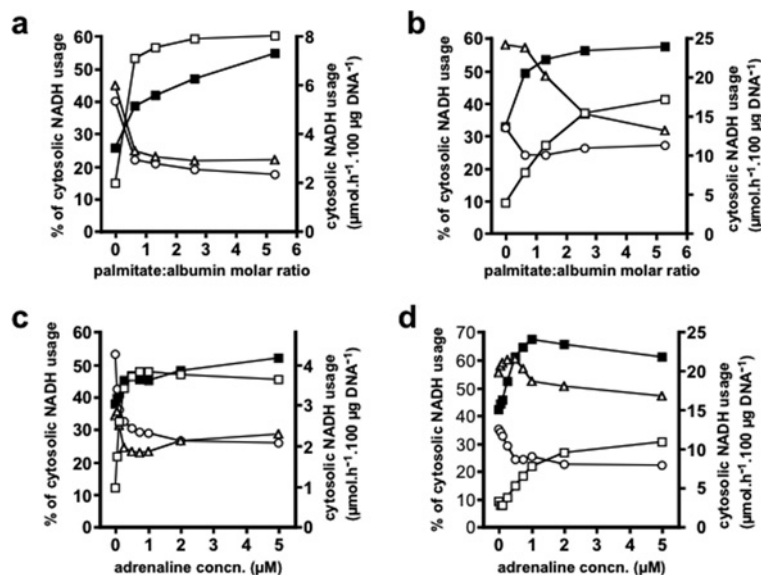 a
% of cytosolic NADH usage
60
50
40
30
20
10
0
8
6
4
2
0
cytosolic NADH usage
(µmol.h⁻¹.100 µg DNA⁻¹)
0 1 2 3 4 5 6
palmitate:albumin molar ratio
b
% of cytosolic NADH usage
60
50
40
30
20
10
0
25
20
15
10
5
0
cytosolic NADH usage
(µmol.h⁻¹.100 µg DNA⁻¹)
0 1 2 3 4 5 6
palmitate:albumin molar ratio
c
% of cytosolic NADH usage
60
50
40
30
20
10
0
4
3
2
1
0
cytosolic NADH usage
(µmol.h⁻¹.100 µg DNA⁻¹)
0 1 2 3 4 5
adrenaline concn. (µM)
d
% of cytosolic NADH usage
70
60
50
40
30
20
10
0
25
20
15
10
5
0
cytosolic NADH usage
(µmol.h⁻¹.100 µg DNA⁻¹)
0 1 2 3 4 5
adrenaline concn. (µM)